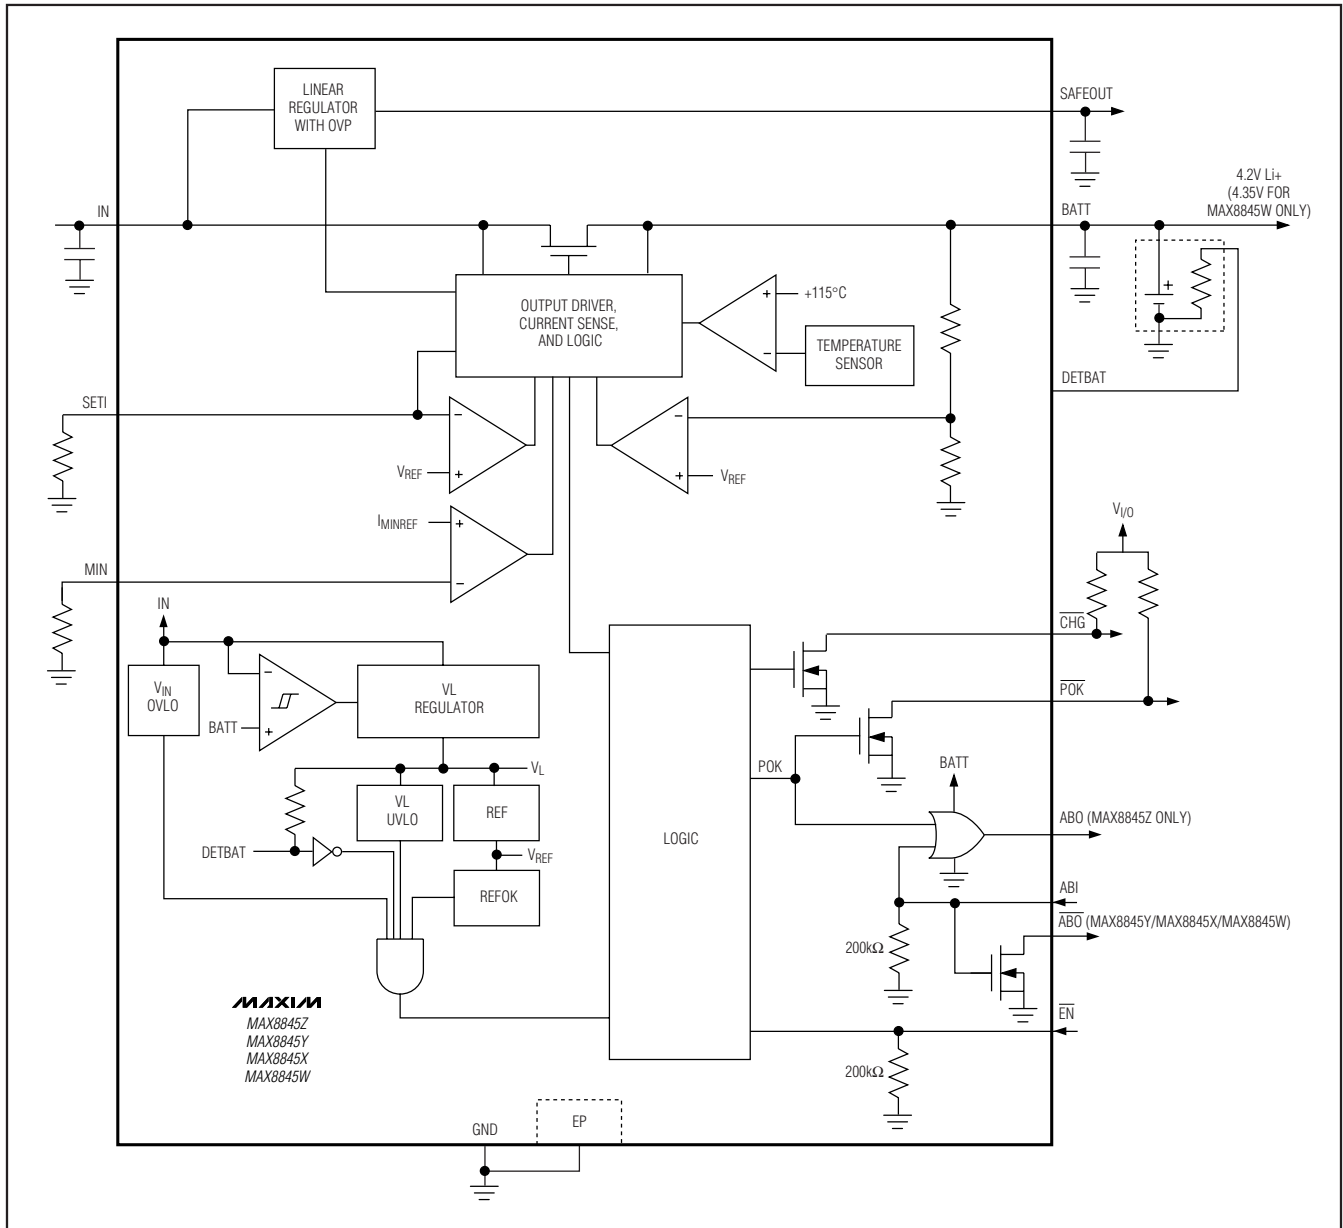 LINEAR
REGULATOR
WITH OVP
SAFEOUT
4.2V Li+
(4.35V FOR
MAX8845W ONLY)
IN
BATT
+
+115°C
OUTPUT DRIVER,
CURRENT SENSE,
AND LOGIC
−
TEMPERATURE
SENSOR
+
DETBAT
SETI
−
−
VREF
+
+
VREF
IMINREF
+
VI/O
MIN
−
IN
CHG
VIN
OVLO
−
VL
REGULATOR
POK
BATT
+
VL
POK
BATT
VL
UVLO
REF
ABO (MAX8845Z ONLY)
LOGIC
DETBAT
VREF
REFOK
ABI
ABO (MAX8845Y/MAX8845X/MAX8845W)
200kΩ
MAXIM
MAX8845Z
MAX8845Y
MAX8845X
MAX8845W
EN
200kΩ
GND
EP